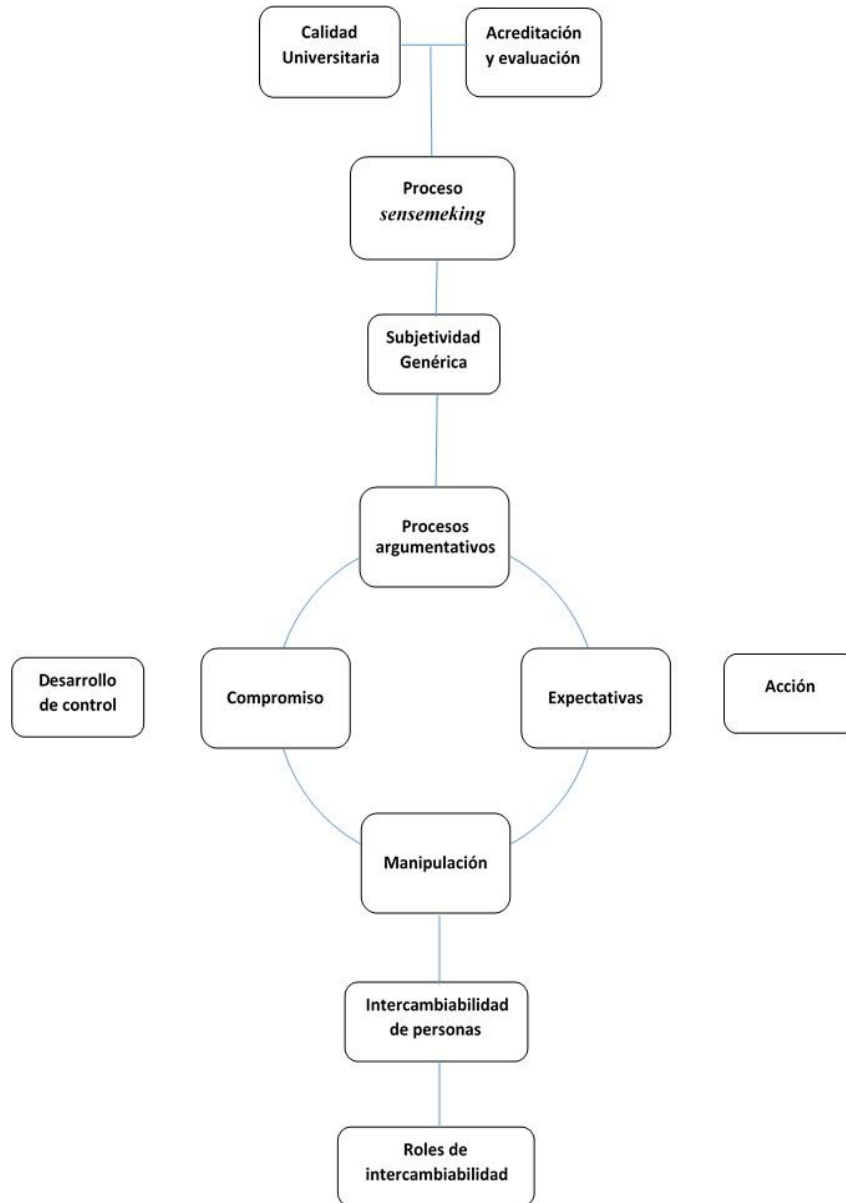 Calidad
Universitaria
Acreditación
y evaluación
Proceso
sensemeking
Subjetividad
Genérica
Procesos
argumentativos
Desarrollo
de control
Compromiso
Expectativas
Acción
Manipulación
Intercambiabilidad
de personas
Roles de
intercambiabilidad